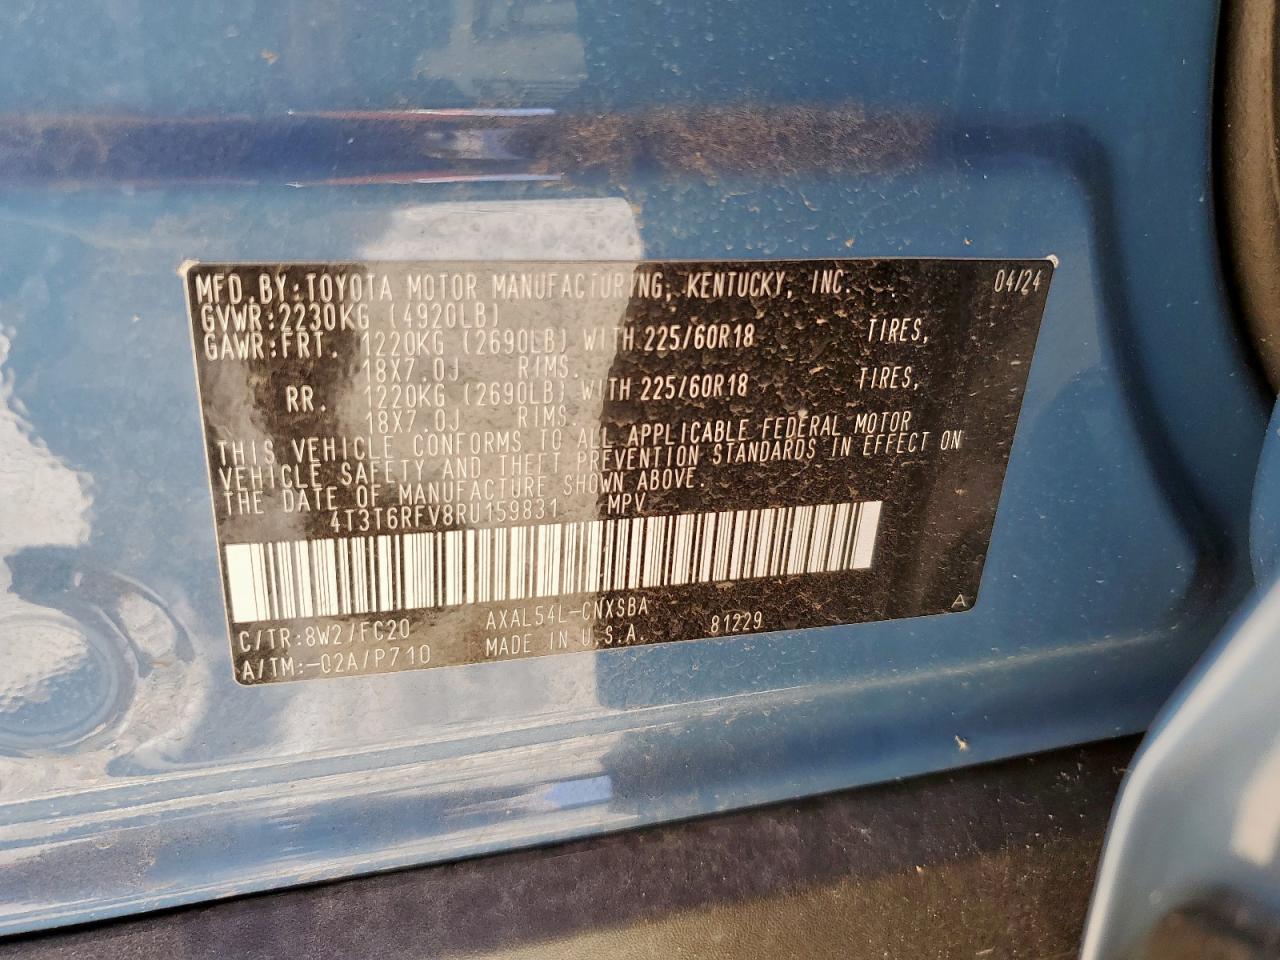 MFD.BY:TOYOTA MOTOR MANUFACTURING, KENTUCKY, INC. 04/24
GVWR:2230KG (4920LB)
GAWR:FRT. 1220KG (2690LB) WITH 225/60R18 TIRES,
18X7.0J RIMS.
RR. 1220KG (2690LB) WITH 225/60R18 TIRES,
18X7.0J RIMS.
THIS VEHICLE CONFORMS TO ALL APPLICABLE FEDERAL MOTOR
VEHICLE SAFETY AND THEFT PREVENTION STANDARDS IN EFFECT ON
THE DATE OF MANUFACTURE SHOWN ABOVE.
4T3T6RFV8RU159831 MPV
C/TR:8W2/FC20 AXAL54L-CNXSBA A
A/TM:-02A/P710 MADE IN U.S.A. 81229